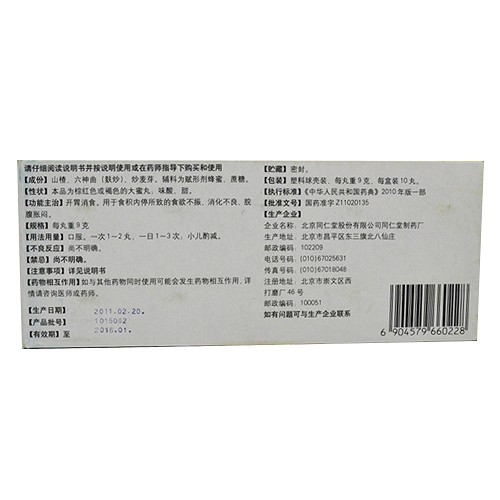 请仔细阅读说明书并按说明使用或在药师指导下购买和使用
【成份】山楂、六神曲（麸炒）、炒麦芽。辅料为赋形剂蜂蜜、蔗糖。
【性状】本品为棕红色或褐色的大蜜丸，味酸、甜。
【功能主治】开胃消食。用于食积内停所致的食欲不振、消化不良、脘
腹胀闷。
【规格】每丸重9克
【用法用量】口服。一次1～2丸，一日1～3次，小儿酌减。
【不良反应】尚不明确。
【禁忌】尚不明确。
【注意事项】详见说明书
【药物相互作用】如与其他药物同时使用可能会发生药物相互作用，详
情请咨询医师或药师。
【生产日期】 2011.02.20.
【产品批号】 1015062
【有效期】至 2016.01.
【贮藏】密封。
【包装】塑料球壳装，每丸重9克，每盒装10丸。
【执行标准】《中华人民共和国药典》2010年版一部
【批准文号】国药准字Z11020135
【生产企业】
企业名称：北京同仁堂股份有限公司同仁堂制药厂
生产地址：北京市昌平区东三旗北八仙庄
邮政编码：102209
电话号码：(010)67025631
传真号码：(010)67018048
注册地址：北京市崇文区西
打磨厂46号
邮政编码：100051
如有问题可与生产企业联系
6 904579 660228